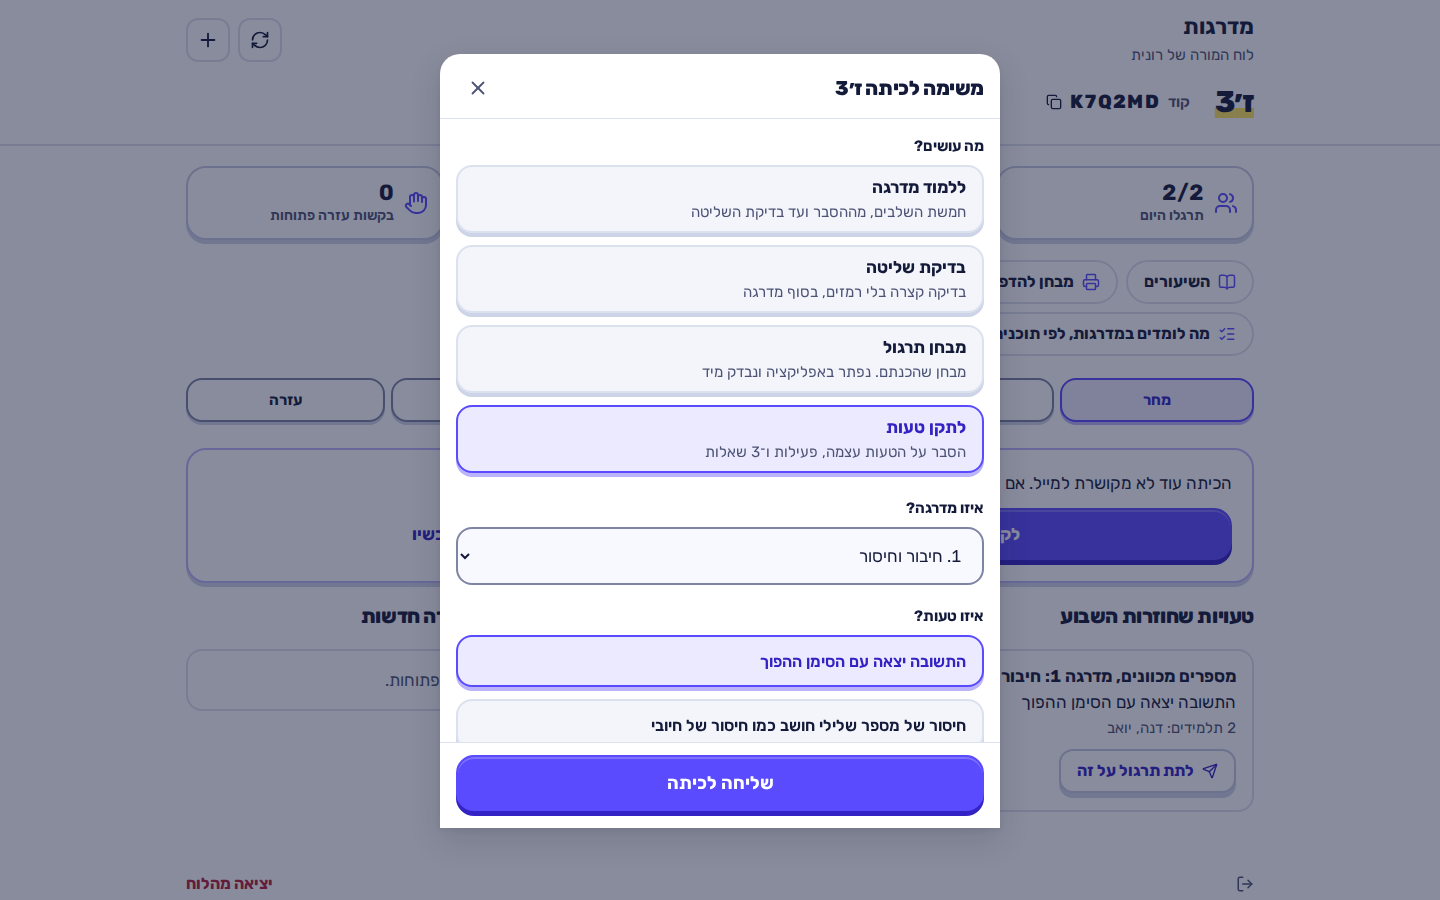 מדרגות
לוח המורה של רונית
ז׳3 קוד K7Q2MD
2/2
תרגלו היום
0
בקשות עזרה פתוחות
השיעורים
מבחן להדפ
מה לומדים במדרגות, לפי תוכני
מחר
עזרה
הכיתה עוד לא מקושרת למייל. אם
טעויות שחוזרות השבוע
מספרים מכוונים, מדרגה 1: חיבור
התשובה יצאה עם הסימן ההפוך
2 תלמידים: דנה, יואב
לתת תרגול על זה
חדשות
פתוחות.
יציאה מהלוח
משימה לכיתה ז׳3
מה עושים?
ללמוד מדרגה
חמשת השלבים, מההסבר ועד בדיקת השליטה
בדיקת שליטה
בדיקה קצרה בלי רמזים, בסוף מדרגה
מבחן תרגול
מבחן שהכנתם. נפתר באפליקציה ונבדק מיד
לתקן טעות
הסבר על הטעות עצמה, פעילות ו־3 שאלות
איזו מדרגה?
1. חיבור וחיסור
איזו טעות?
התשובה יצאה עם הסימן ההפוך
חיסור של מספר שלילי חושב כמו חיסור של חיובי
שליחה לכיתה